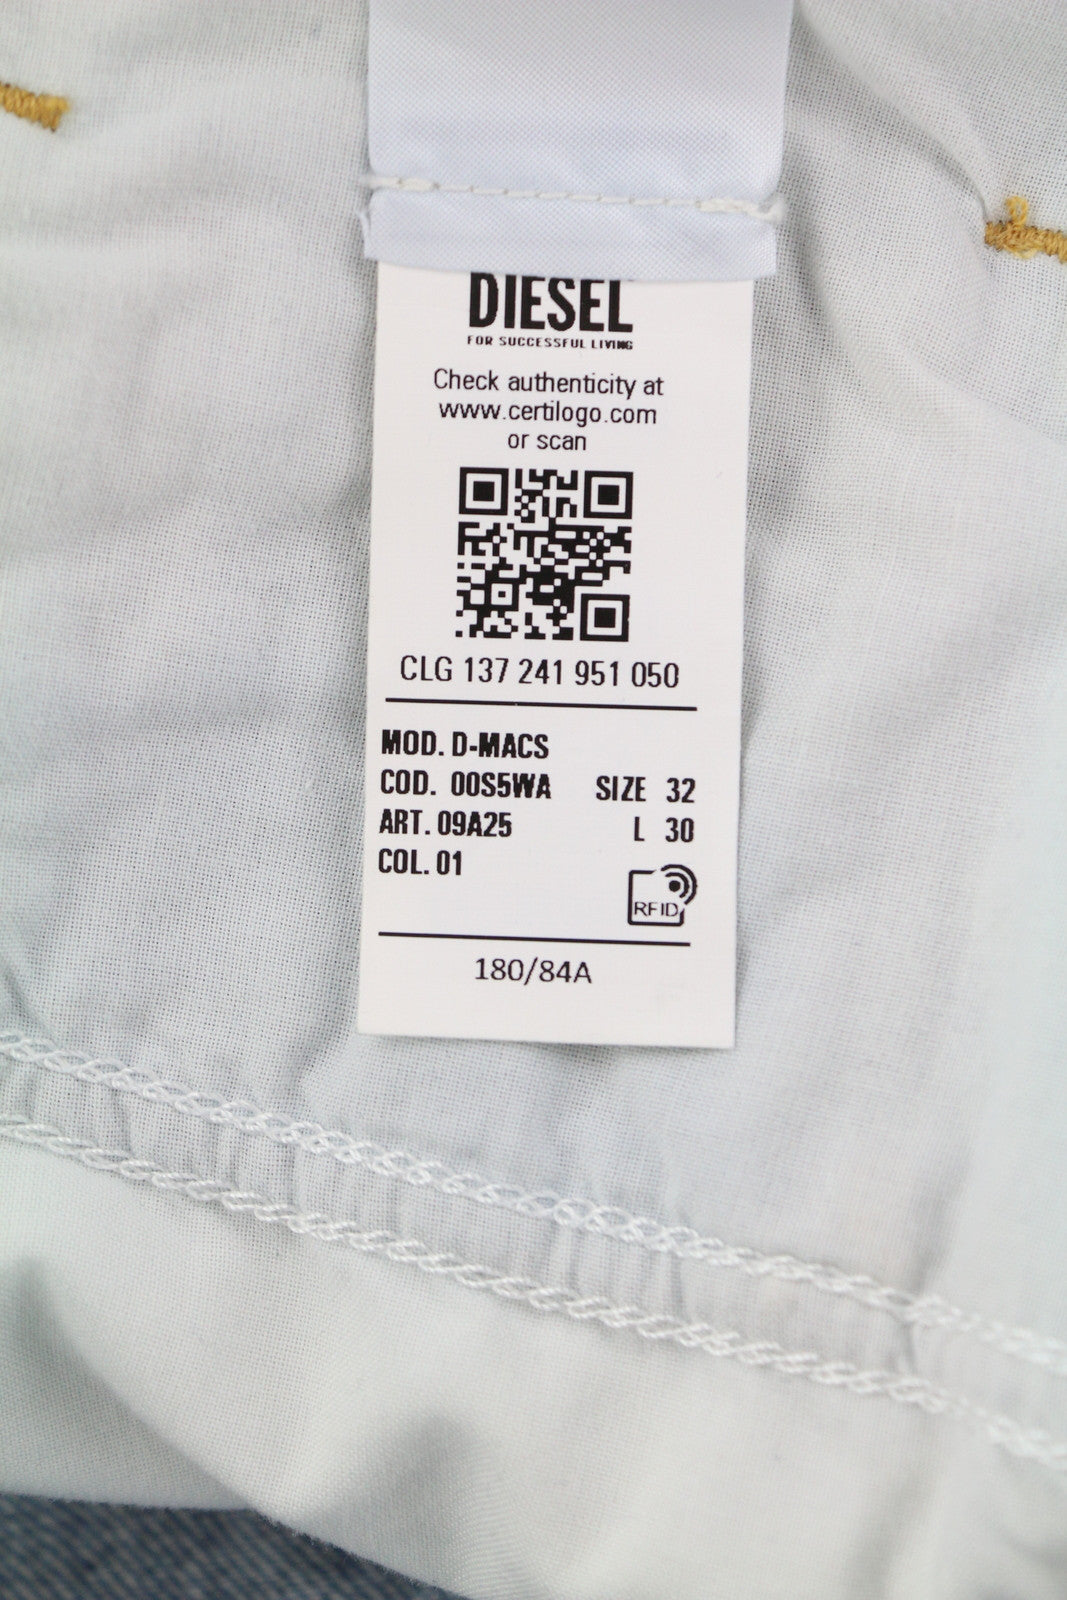 DIESEL
FOR SUCCESSFUL LIVING
Check authenticity at
www.certilogo.com
or scan
CLG 137 241 951 050
MOD. D-MACS
COD. 00S5WA SIZE 32
ART. 09A25 L 30
COL. 01
RFID
180/84A